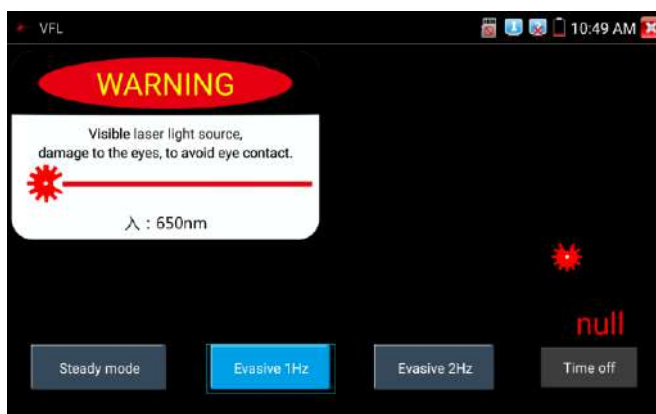 VFL
10:49 AM
WARNING
Visible laser light source,
damage to the eyes, to avoid eye contact.
入 : 650nm
null
Steady mode
Evasive 1Hz
Evasive 2Hz
Time off